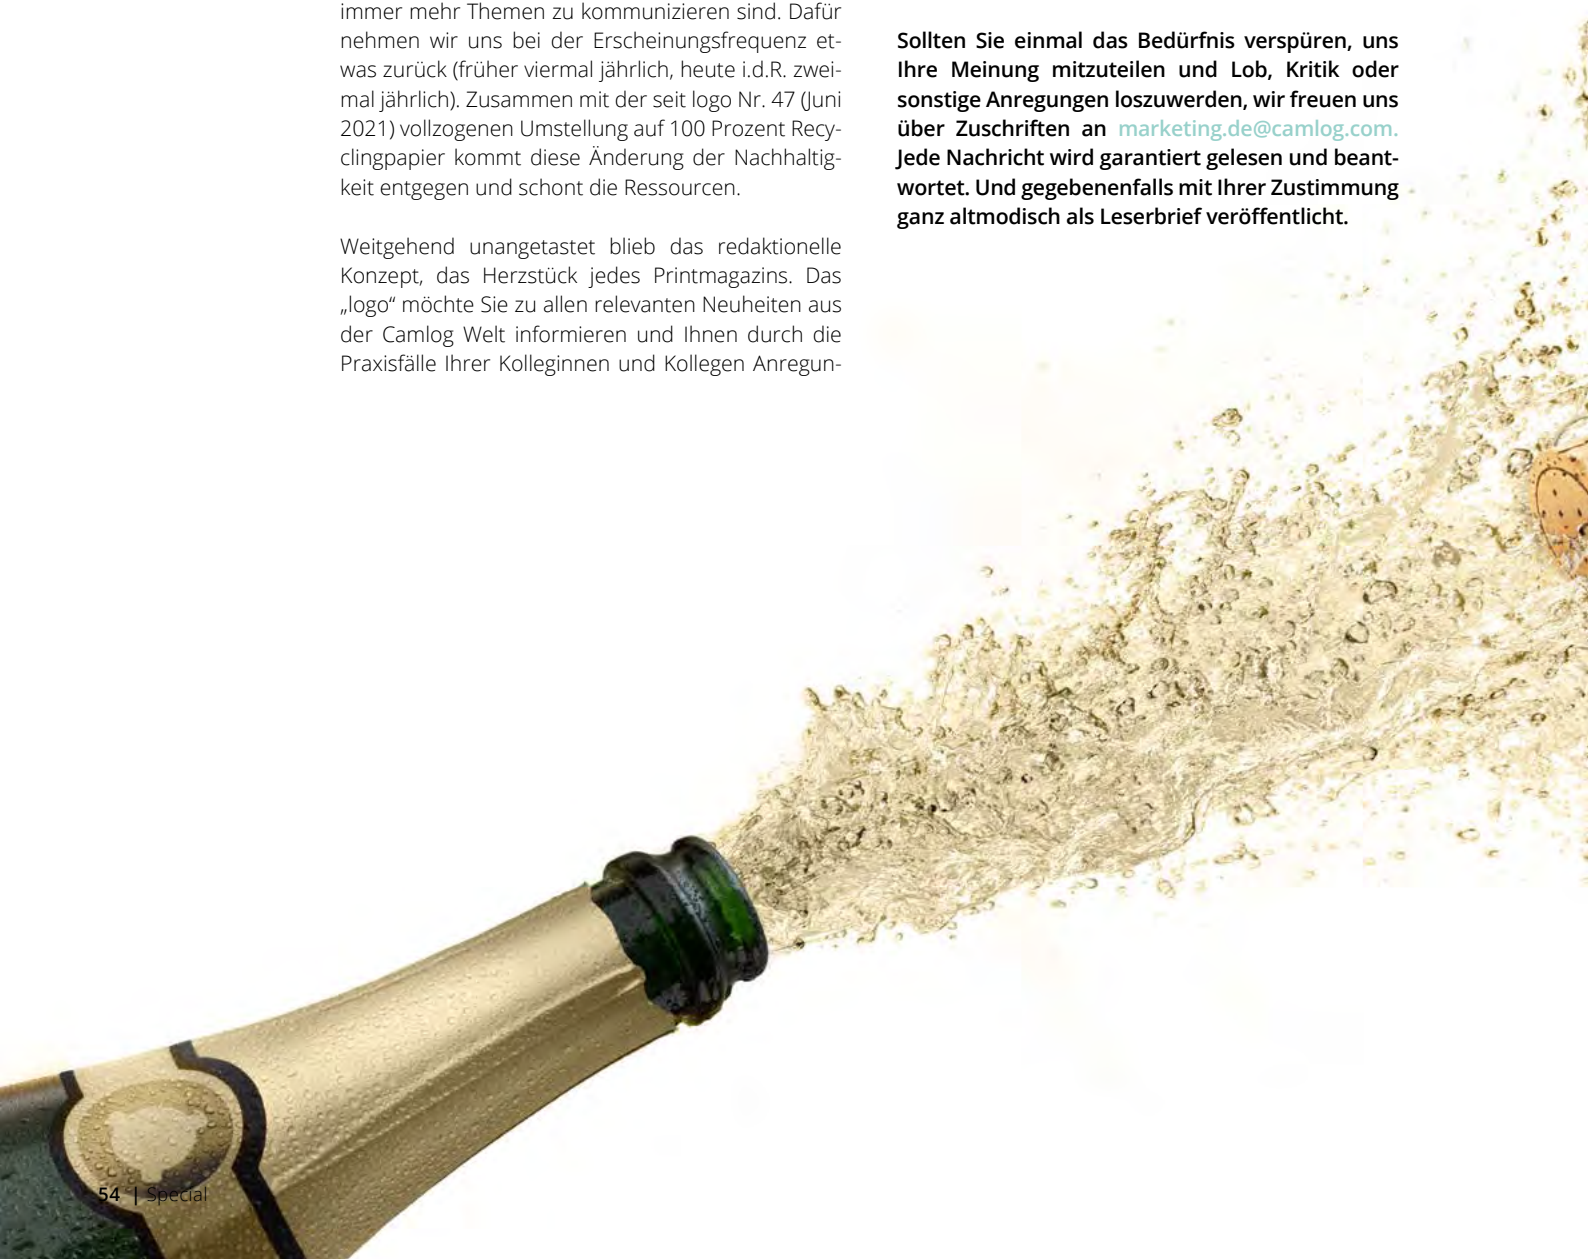 immer mehr Themen zu kommunizieren sind. Dafür
nehmen wir uns bei der Erscheinungsfrequenz et-
was zurück (früher viermal jährlich, heute i.d.R. zwei-
mal jährlich). Zusammen mit der seit logo Nr. 47 (Juni
2021) vollzogenen Umstellung auf 100 Prozent Recy-
clingpapier kommt diese Änderung der Nachhaltig-
keit entgegen und schont die Ressourcen.
Weitgehend unangetastet blieb das redaktionelle
Konzept, das Herzstück jedes Printmagazins. Das
„logo“ möchte Sie zu allen relevanten Neuheiten aus
der Camlog Welt informieren und Ihnen durch die
Praxisfälle Ihrer Kolleginnen und Kollegen Anregun-
Sollten Sie einmal das Bedürfnis verspüren, uns
Ihre Meinung mitzuteilen und Lob, Kritik oder
sonstige Anregungen loszuwerden, wir freuen uns
über Zuschriften an marketing.de@camlog.com.
Jede Nachricht wird garantiert gelesen und beant-
wortet. Und gegebenenfalls mit Ihrer Zustimmung
ganz altmodisch als Leserbrief veröffentlicht.
54 | Special